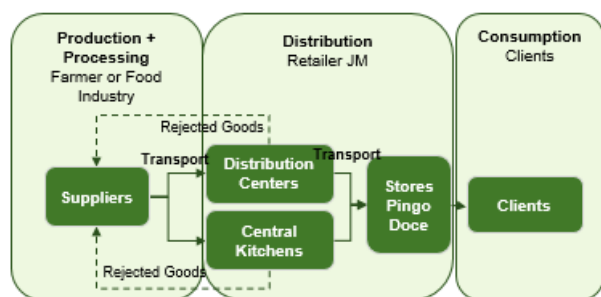 Production +
Processing
Farmer or Food
Industry
Distribution
Retailer JM
Consumption
Clients
Rejected Goods
Transport
Transport
Suppliers
Distribution
Centers
Central
Kitchens
Stores
Pingo
Doce
Clients
Rejected Goods